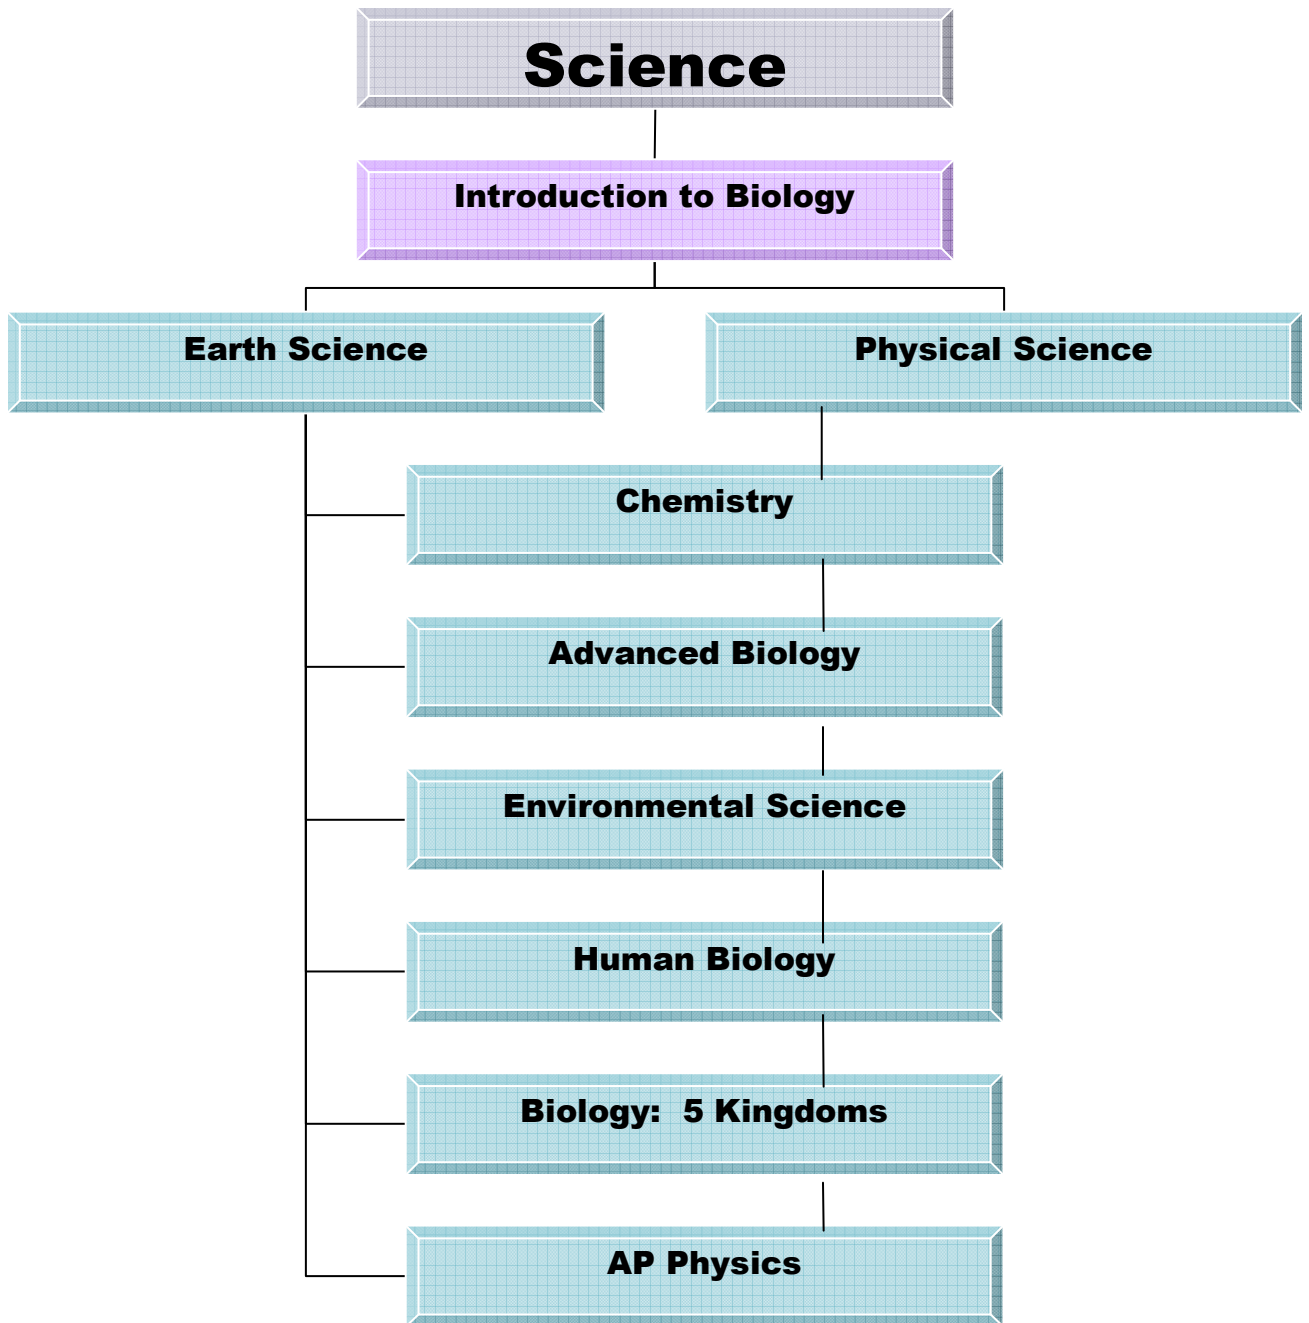 Science
Introduction to Biology
Earth Science
Physical Science
Chemistry
Advanced Biology
Environmental Science
Human Biology
Biology:  5 Kingdoms
AP Physics